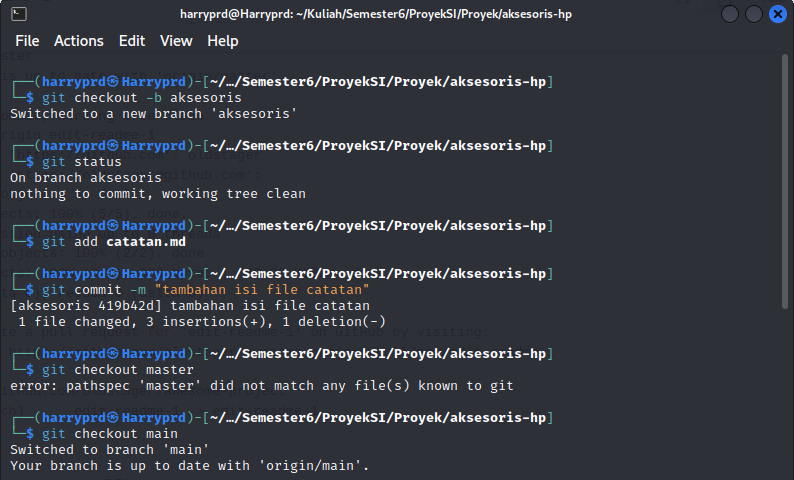 harryprd@Harryprd: ~/Kuliah/Semester6/ProyekSI/Proyek/aksesoris-hp
File Actions Edit View Help
┌──(harryprd㉿Harryprd)-[~/…/Semester6/ProyekSI/Proyek/aksesoris-hp]
└─$ git checkout -b aksesoris
Switched to a new branch 'aksesoris'
┌──(harryprd㉿Harryprd)-[~/…/Semester6/ProyekSI/Proyek/aksesoris-hp]
└─$ git status
On branch aksesoris
nothing to commit, working tree clean
┌──(harryprd㉿Harryprd)-[~/…/Semester6/ProyekSI/Proyek/aksesoris-hp]
└─$ git add catatan.md
┌──(harryprd㉿Harryprd)-[~/…/Semester6/ProyekSI/Proyek/aksesoris-hp]
└─$ git commit -m "tambahan isi file catatan"
[aksesoris 419b42d] tambahan isi file catatan
1 file changed, 3 insertions(+), 1 deletion(-)
┌──(harryprd㉿Harryprd)-[~/…/Semester6/ProyekSI/Proyek/aksesoris-hp]
└─$ git checkout master
error: pathspec 'master' did not match any file(s) known to git
┌──(harryprd㉿Harryprd)-[~/…/Semester6/ProyekSI/Proyek/aksesoris-hp]
└─$ git checkout main
Switched to branch 'main'
Your branch is up to date with 'origin/main'.